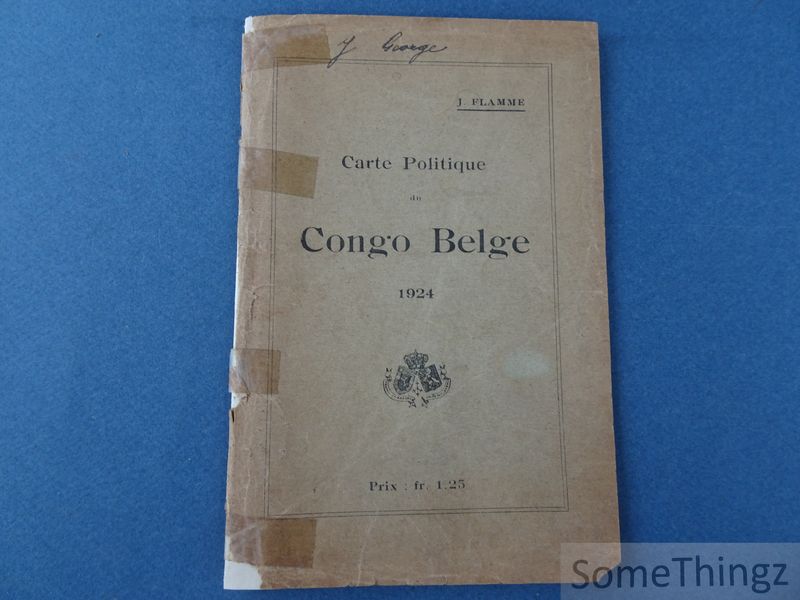 J George
J. FLAMME
Carte Politique
du
Congo Belge
1924
Prix : fr. 1.25
SomeThingz